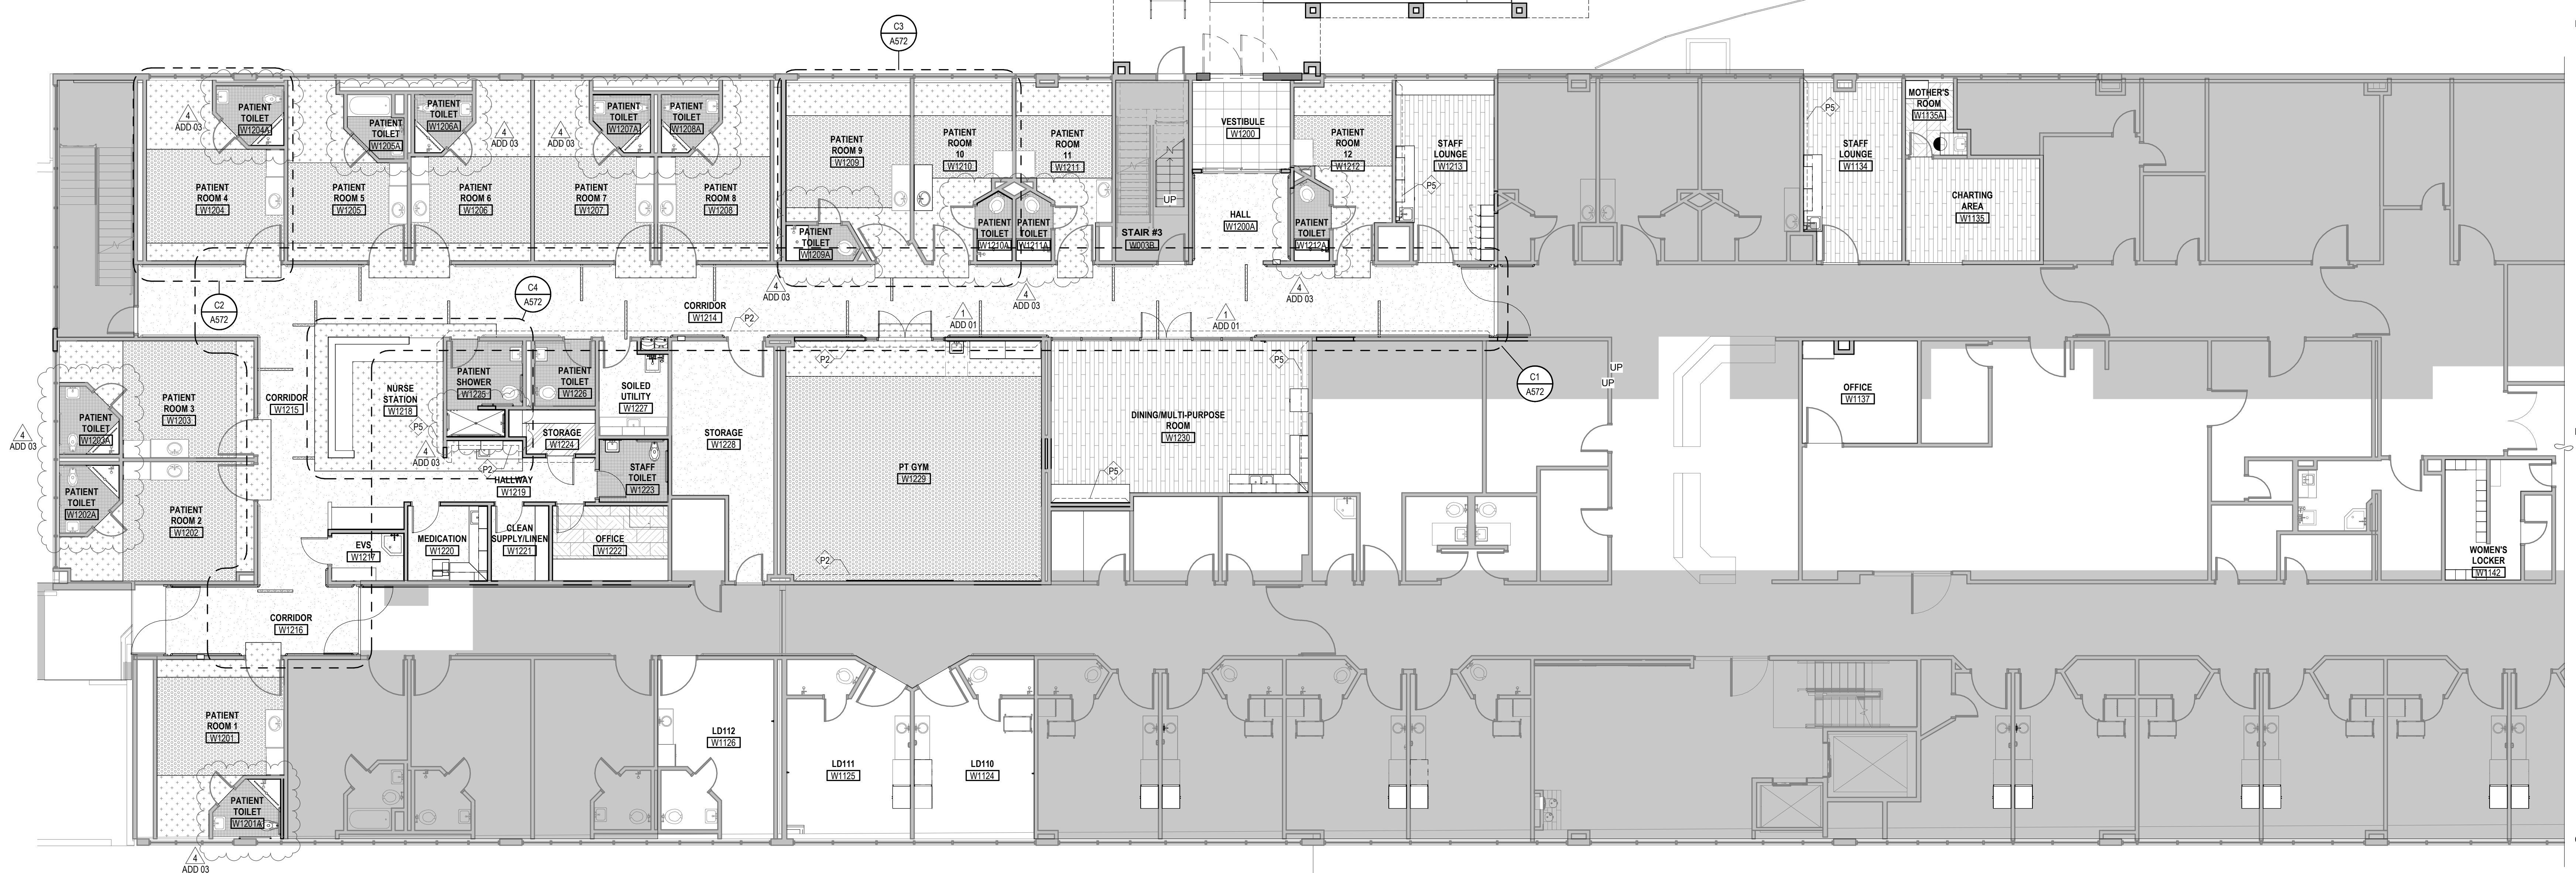 C3
A572
4
ADD 03
PATIENT
TOILET
W1204A
PATIENT
TOILET
W1205A
PATIENT
TOILET
W1206A
4
ADD 03
4
ADD 03
PATIENT
TOILET
W1207A
PATIENT
TOILET
W1208A
PATIENT
ROOM 9
W1209
PATIENT
ROOM
10
W1210
PATIENT
ROOM
11
W1211
VESTIBULE
W1200
PATIENT
ROOM
12
W1212
STAFF
LOUNGE
W1213
P5
P5
STAFF
LOUNGE
W1134
MOTHER'S
ROOM
W1135A
CHARTING
AREA
W1135
PATIENT
ROOM 4
W1204
PATIENT
ROOM 5
W1205
PATIENT
ROOM 6
W1206
PATIENT
ROOM 7
W1207
PATIENT
ROOM 8
W1208
PATIENT
TOILET
W1209A
PATIENT
TOILET
W1210A
PATIENT
TOILET
W1211A
UP
STAIR #3
W003B
HALL
W1200A
PATIENT
TOILET
W1212A
C2
A572
C4
A572
CORRIDOR
W1214
P2
4
ADD 03
1
ADD 01
4
ADD 03
1
ADD 01
4
ADD 03
C1
A572
UP
UP
PATIENT
ROOM 3
W1203
CORRIDOR
W1215
NURSE
STATION
W1218
P5
4
ADD 03
PATIENT
SHOWER
W1225
PATIENT
TOILET
W1226
SOILED
UTILITY
W1227
STORAGE
W1224
STORAGE
W1228
P2
P2
PT GYM
W1229
P5
DINING/MULTI-PURPOSE
ROOM
W1230
P5
OFFICE
W1137
4
ADD 03
PATIENT
TOILET
W1203A
PATIENT
TOILET
W1202A
PATIENT
ROOM 2
W1202
HALLWAY
W1219
STAFF
TOILET
W1223
EVS
W1217
MEDICATION
W1220
CLEAN
SUPPLY/LINEN
W1221
OFFICE
W1222
P2
WOMEN'S
LOCKER
W1142
CORRIDOR
W1216
PATIENT
ROOM 1
W1201
PATIENT
TOILET
W1201A
4
ADD 03
LD112
W1126
LD111
W1125
LD110
W1124